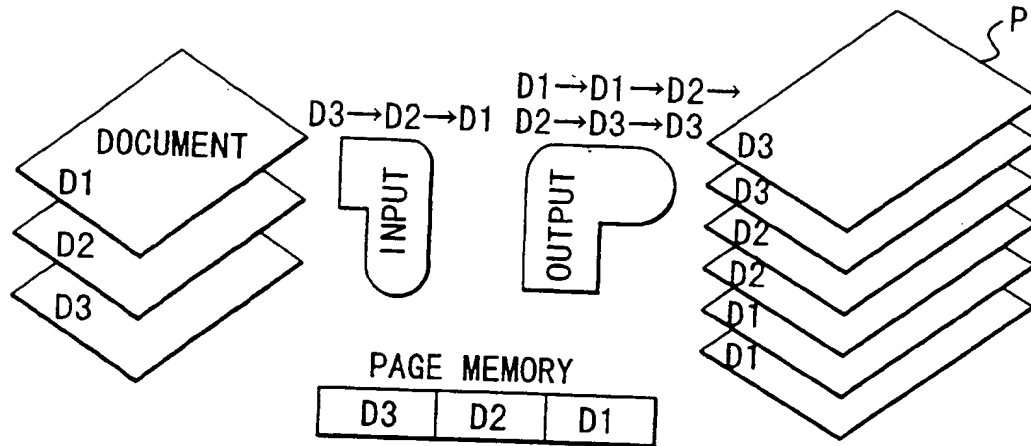 P
D1→D1→D2→
D3→D2→D1
D2→D3→D3
DOCUMENT
D1
D2
D3
INPUT
OUTPUT
D3
D3
D2
D2
D1
D1
PAGE MEMORY
D3 D2 D1